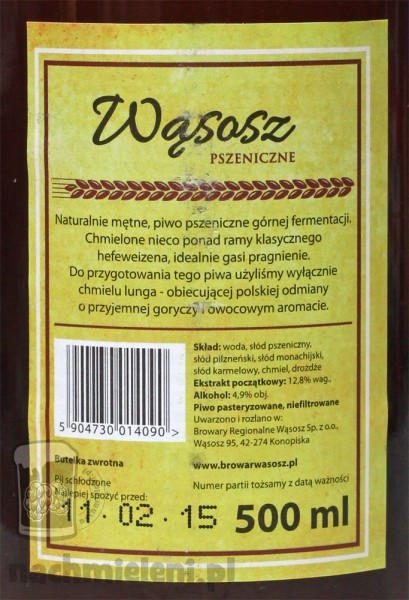 Wąsosz
PSZENICZNE
Naturalnie mętne, piwo pszeniczne górnej fermentacji.
Chmielone nieco ponad ramy klasycznego
hefeweizena, idealnie gasi pragnienie.
Do przygotowania tego piwa użyliśmy wyłącznie
chmielu lunga - obiecującej polskiej odmiany
o przyjemnej goryczy i owocowym aromacie.
Skład: woda, słód pszeniczny,
słód pilzneński, słód monachijski,
słód karmelowy, chmiel, drożdże
Ekstrakt początkowy: 12,8% wag.,
Alkohol: 4,9% obj.
Piwo pasteryzowane, niefiltrowane
Uwarzono i rozlano w:
Browary Regionalne Wąsosz Sp. z o.o.,
Wąsosz 95, 42-274 Konopiska
5 904730 014090 >
Butelka zwrotna
www.browarwasosz.pl
Pij schłodzone
Najlepiej spożyć przed:
Numer partii tożsamy z datą ważności
11·02·15
500 ml
nachmieleni.pl